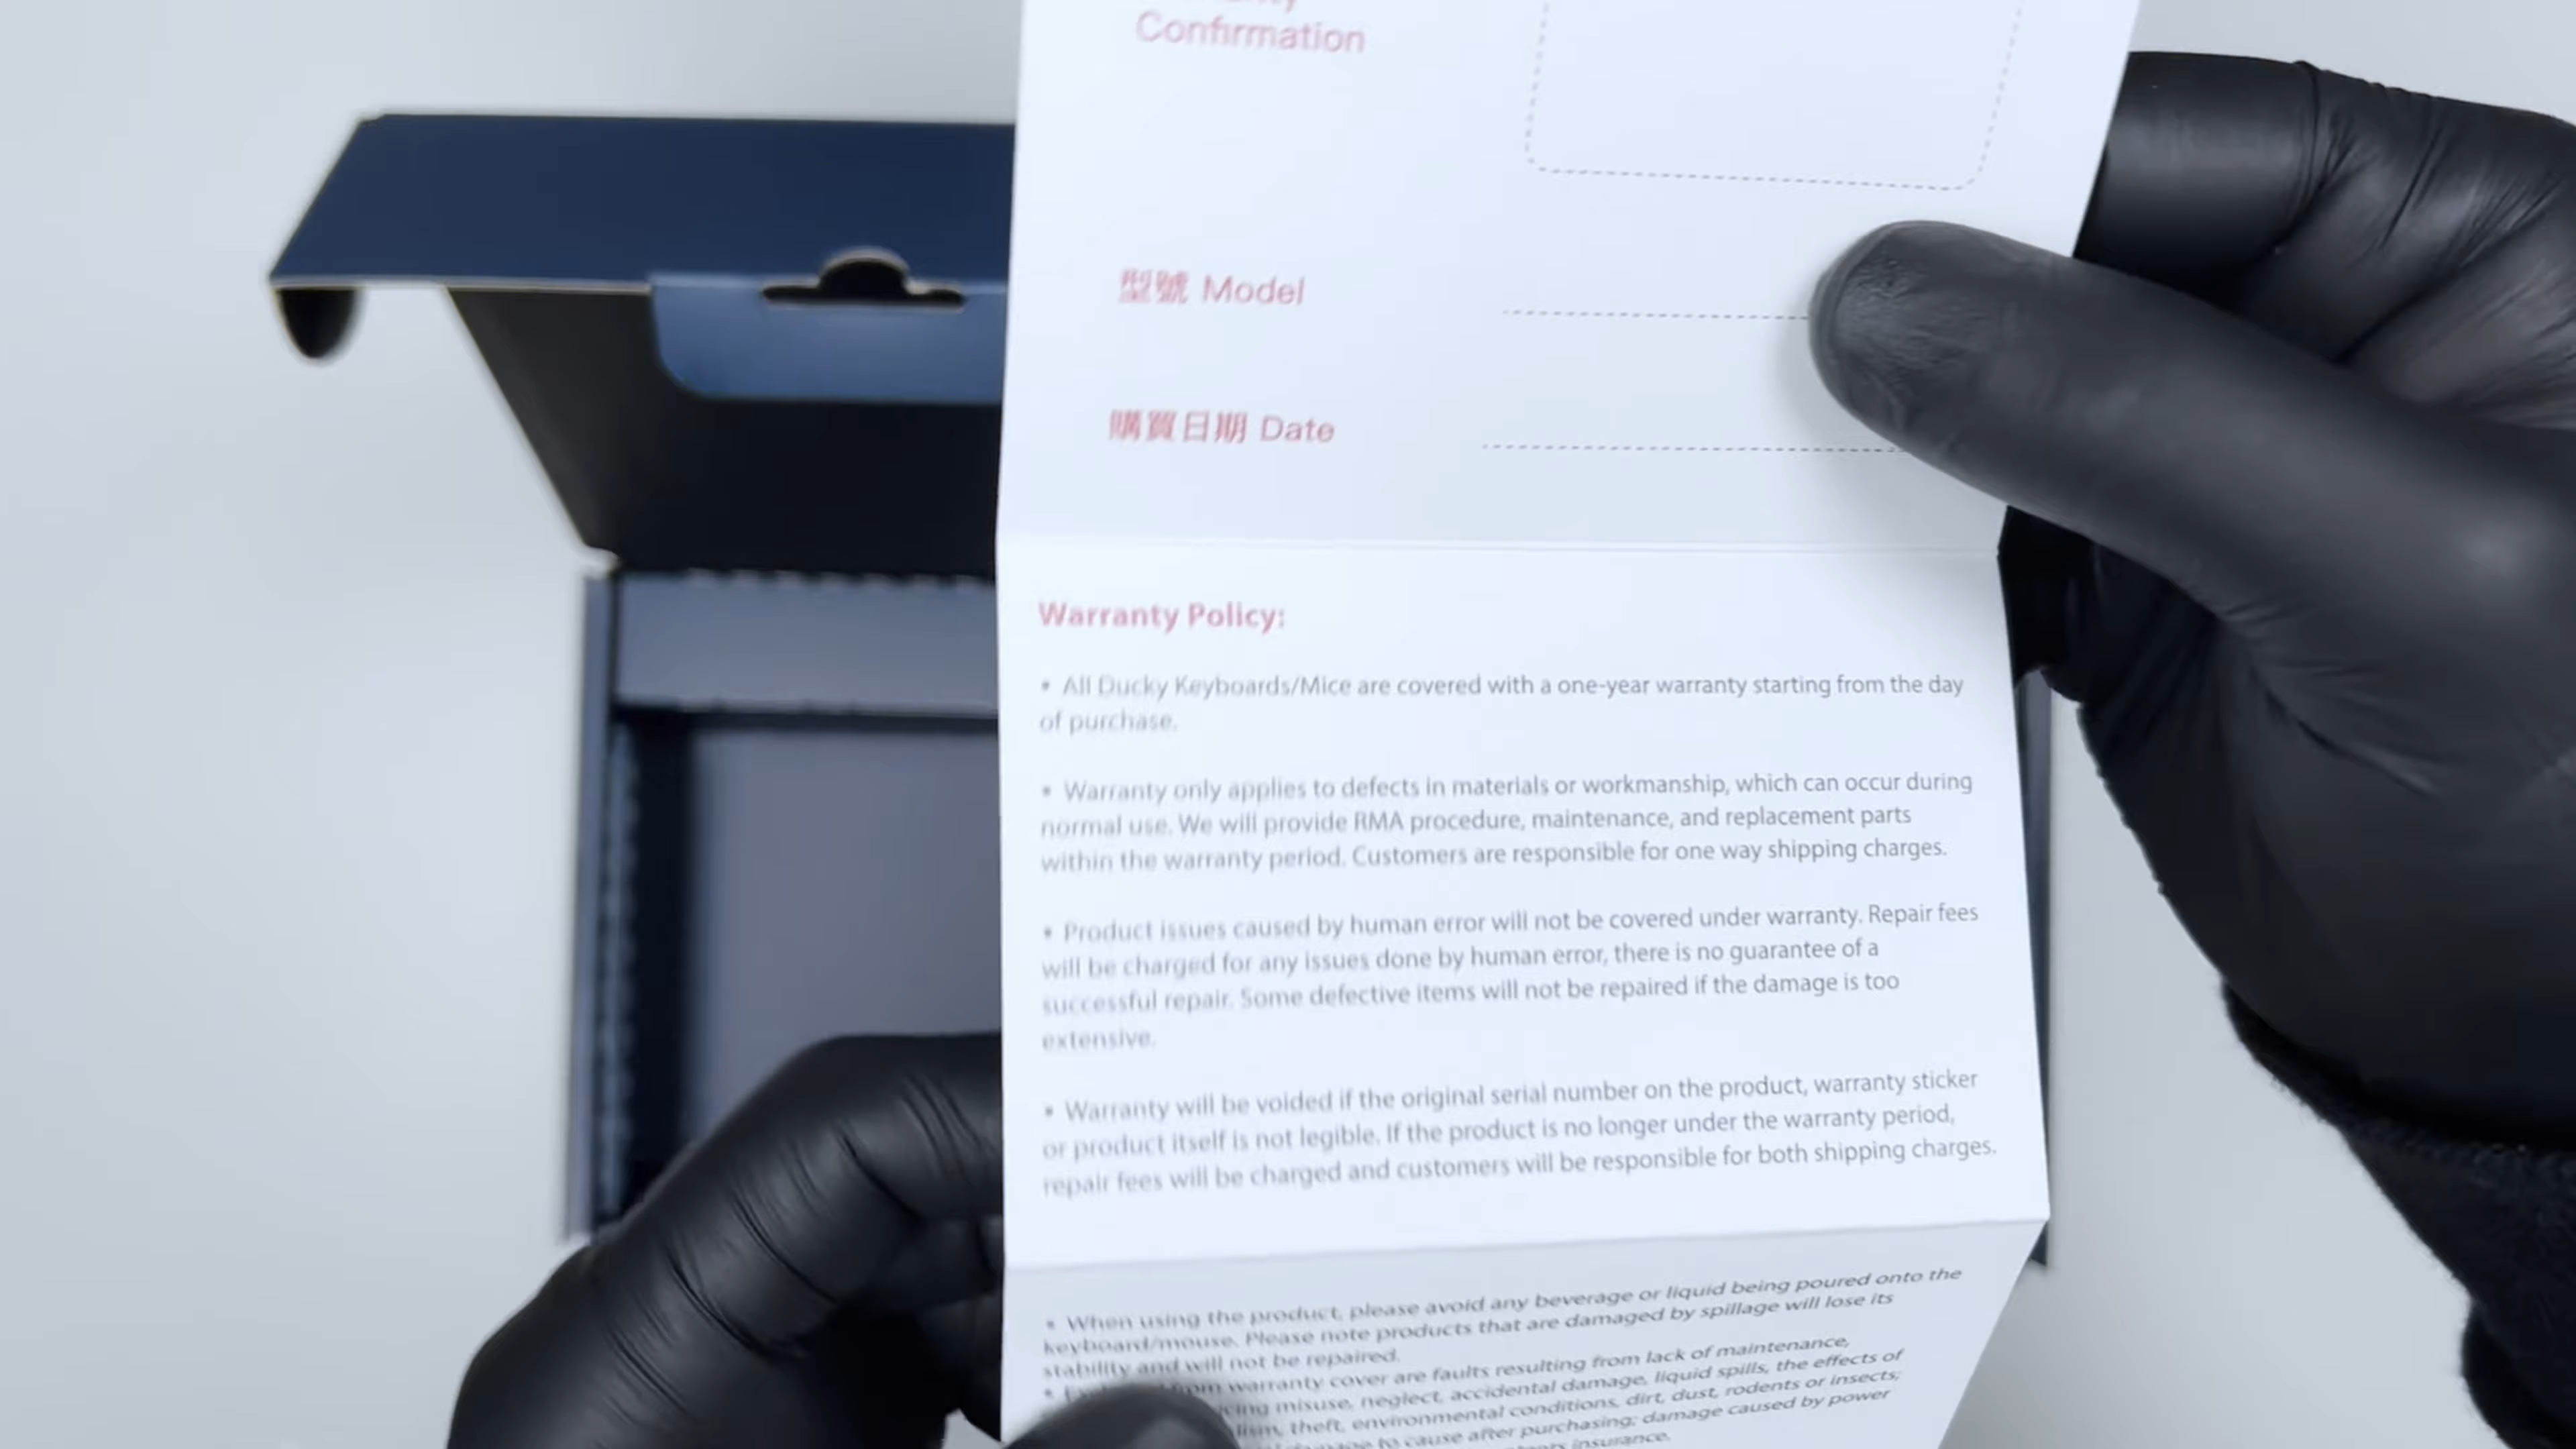 Confirmation
型號 Model
購買日期 Date
Warranty Policy:
• All Ducky Keyboards/Mice are covered with a one-year warranty starting from the day
of purchase.
• Warranty only applies to defects in materials or workmanship, which can occur during
normal use. We will provide RMA procedure, maintenance, and replacement parts
within the warranty period. Customers are responsible for one way shipping charges.
• Product issues caused by human error will not be covered under warranty. Repair fees
will be charged for any issues done by human error, there is no guarantee of a
successful repair. Some defective items will not be repaired if the damage is too
extensive.
• Warranty will be voided if the original serial number on the product, warranty sticker
or product itself is not legible. If the product is no longer under the warranty period,
repair fees will be charged and customers will be responsible for both shipping charges.
• When using the product, please avoid any beverage or liquid being poured onto the
keyboard/mouse. Please note products that are damaged by spillage will lose its
stability and will not be repaired.
• warranty cover are faults resulting from lack of maintenance,
misuse, neglect, accidental damage, liquid spills, the effects of
theft, environmental conditions, dirt, dust, rodents or insects;
to cause after purchasing; damage caused by power
insurance.